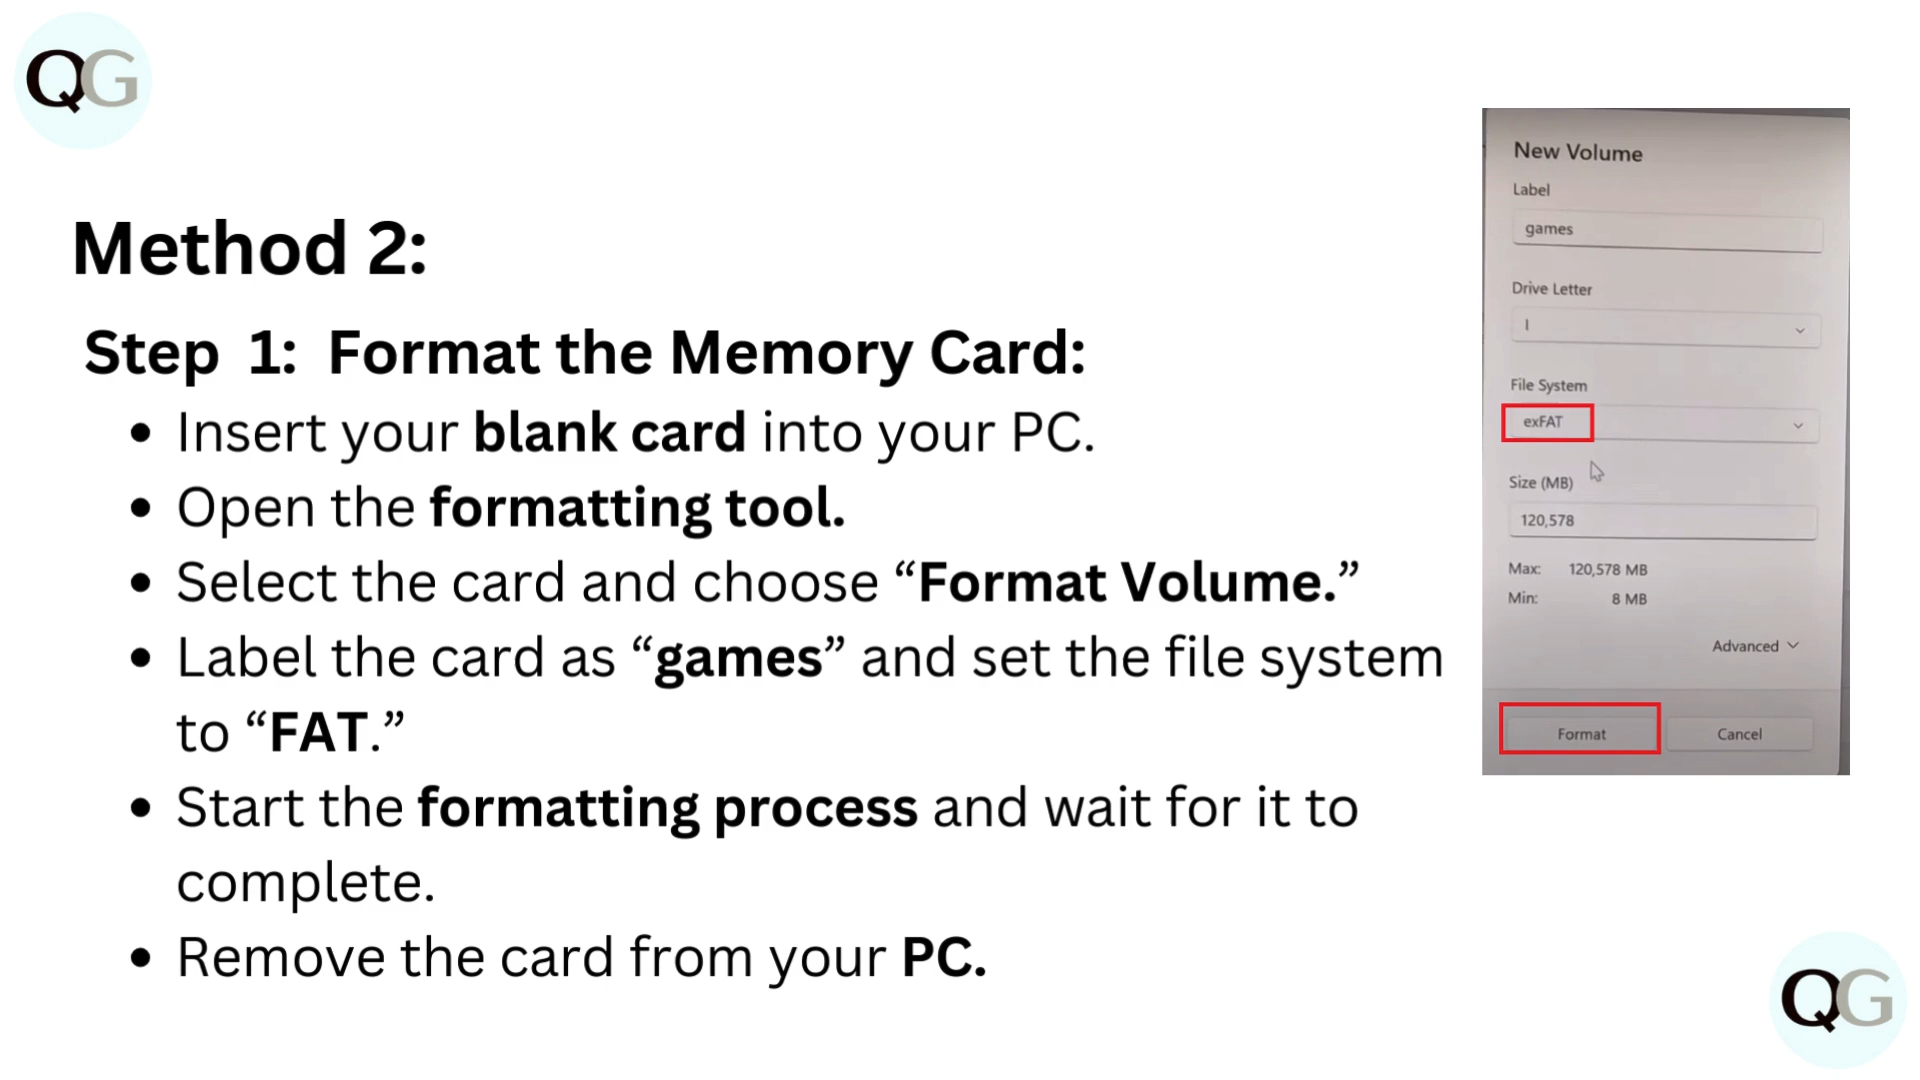 QG
Method 2:
Step 1: Format the Memory Card:
• Insert your blank card into your PC.
• Open the formatting tool.
• Select the card and choose “Format Volume.”
• Label the card as “games” and set the file system
to “FAT.”
• Start the formatting process and wait for it to
complete.
• Remove the card from your PC.
New Volume
Label
games
Drive Letter
I
File System
exFAT
Size (MB)
120,578
Max: 120,578 MB
Min: 8 MB
Advanced
Format Cancel
QG